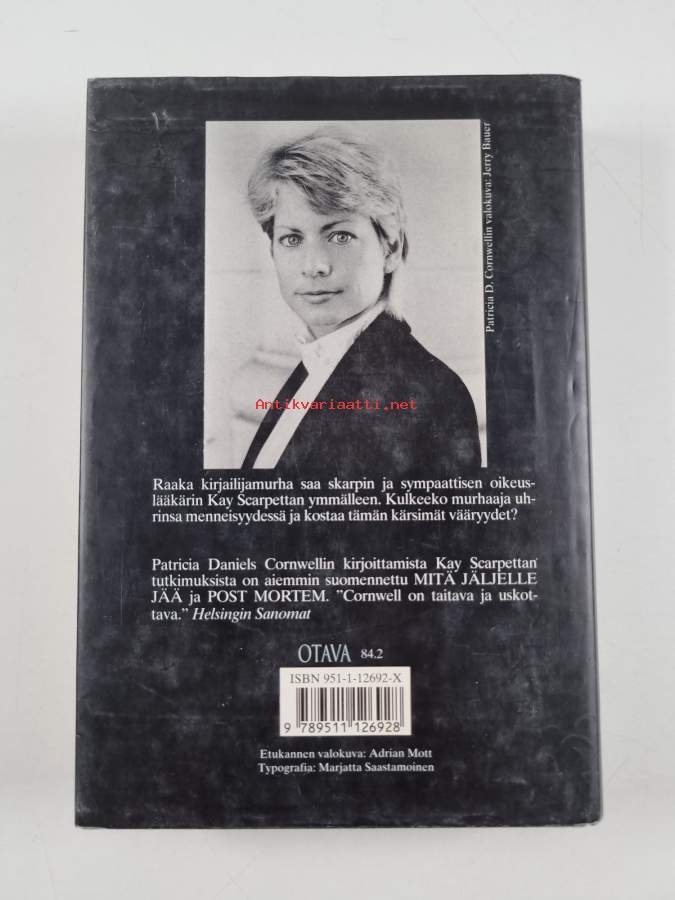 Patricia D. Cornwellin valokuva: Jerry Bauer
Antikvariaatti.net
Raaka kirjailijamurha saa skarpin ja sympaattisen oikeus-
lääkärin Kay Scarpettan ymmälleen. Kulkeeko murhaaja uh-
rinsa menneisyydessä ja kostaa tämän kärsimät vääryydet?
Patricia Daniels Cornwellin kirjoittamista Kay Scarpettan
tutkimuksista on aiemmin suomennettu MITÄ JÄLJELLE
JÄÄ ja POST MORTEM. ”Cornwell on taitava ja uskot-
tava.” Helsingin Sanomat
OTAVA 84.2
ISBN 951-1-12692-X
9 789511 126928
Etukannen valokuva: Adrian Mott
Typografia: Marjatta Saastamoinen